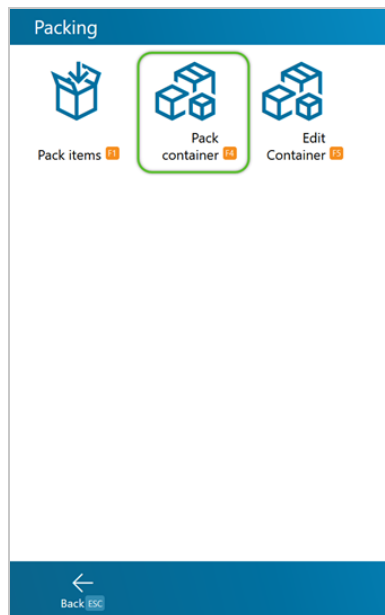 Packing
Pack items F1
Pack
container F4
Edit
Container F5
Back ESC